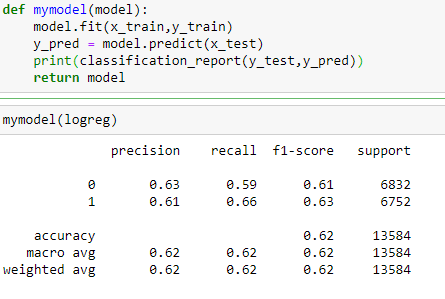 def mymodel(model):
    model.fit(x_train,y_train)
    y_pred = model.predict(x_test)
    print(classification_report(y_test,y_pred))
    return model
mymodel(logreg)
              precision    recall  f1-score   support
           0       0.63      0.59      0.61      6832
           1       0.61      0.66      0.63      6752
    accuracy                           0.62     13584
   macro avg       0.62      0.62      0.62     13584
weighted avg       0.62      0.62      0.62     13584